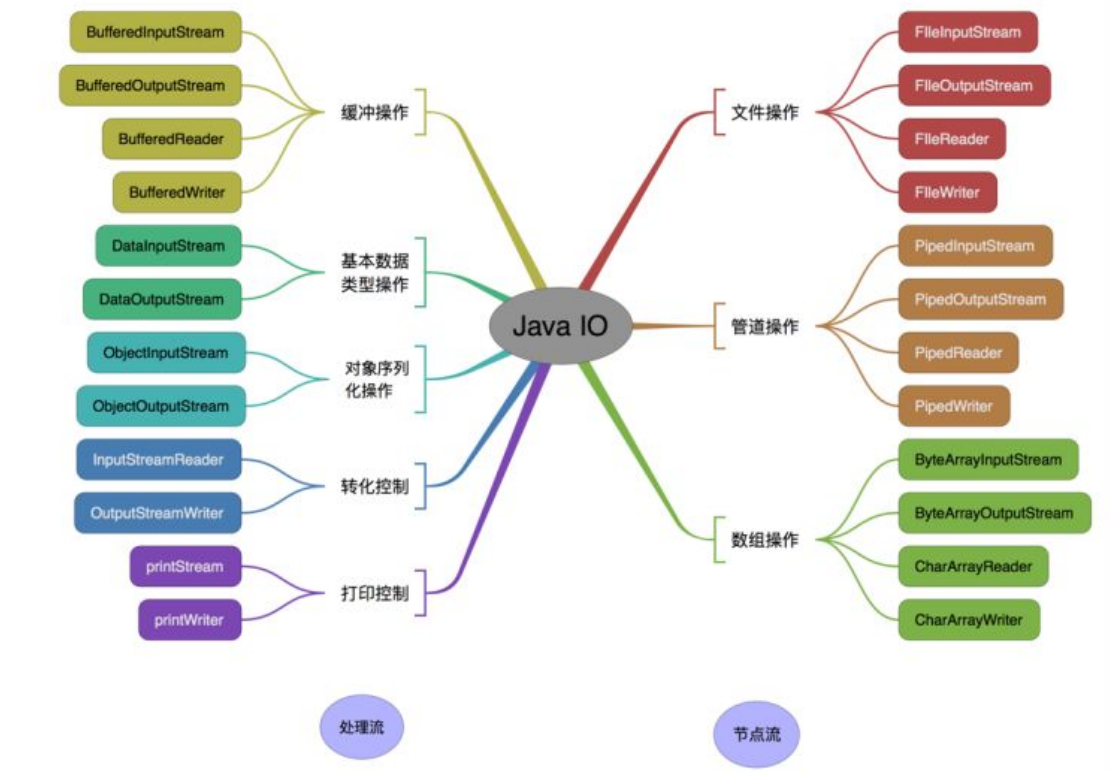 BufferedInputStream
BufferedOutputStream
BufferedReader
BufferedWriter
缓冲操作
DataInputStream
DataOutputStream
基本数据
类型操作
ObjectInputStream
ObjectOutputStream
对象序列
化操作
InputStreamReader
OutputStreamWriter
转化控制
printStream
printWriter
打印控制
Java IO
文件操作
FIleInputStream
FIleOutputStream
FIleReader
FIleWriter
管道操作
PipedInputStream
PipedOutputStream
PipedReader
PipedWriter
数组操作
ByteArrayInputStream
ByteArrayOutputStream
CharArrayReader
CharArrayWriter
处理流
节点流